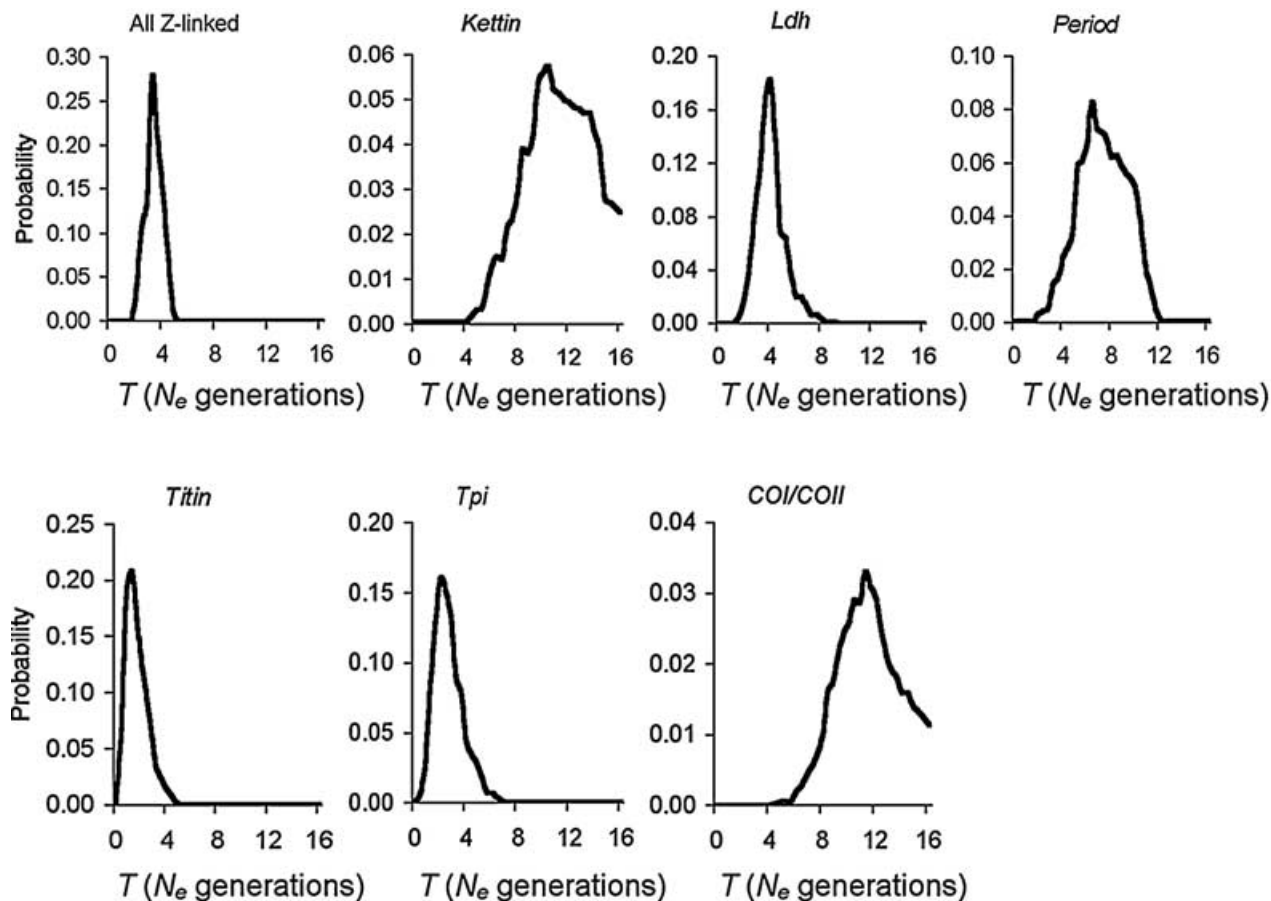 All Z-linked
Kettin
Ldh
Period
Probability
0.30
0.25
0.20
0.15
0.10
0.05
0.00
0 4 8 12 16
T (Ne generations)
0.06
0.05
0.04
0.03
0.02
0.01
0.00
0 4 8 12 16
T (Ne generations)
0.20
0.16
0.12
0.08
0.04
0.00
0 4 8 12 16
T (Ne generations)
0.10
0.08
0.06
0.04
0.02
0.00
0 4 8 12 16
T (Ne generations)
Titin
Tpi
COI/COII
Probability
0.25
0.20
0.15
0.10
0.05
0.00
0 4 8 12 16
T (Ne generations)
0.20
0.15
0.10
0.05
0.00
0 4 8 12 16
T (Ne generations)
0.04
0.03
0.02
0.01
0.00
0 4 8 12 16
T (Ne generations)